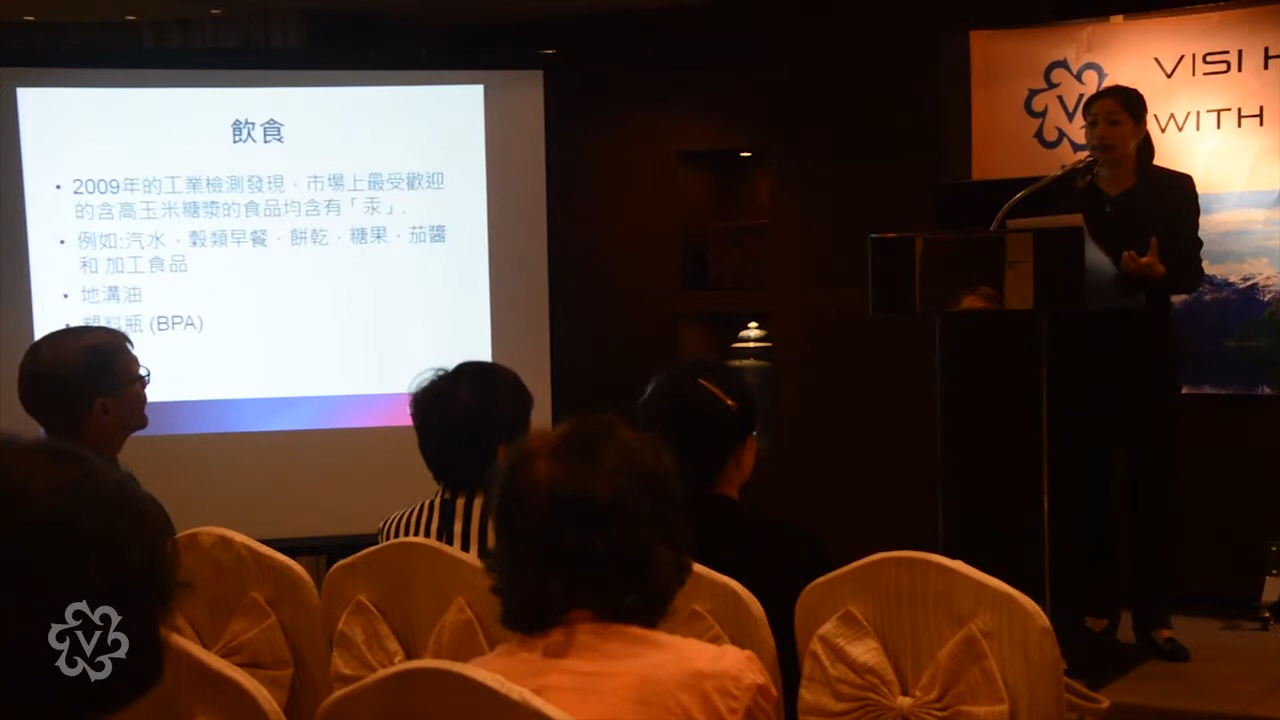 飲食
• 2009年的工業檢測發現，市場上最受歡迎
的含高玉米糖漿的食品均含有「汞」.
• 例如:汽水，穀類早餐，餅乾，糖果，茄醬
和 加工食品
• 地溝油
• 塑料瓶 (BPA)
VISI H
WITH
V
V